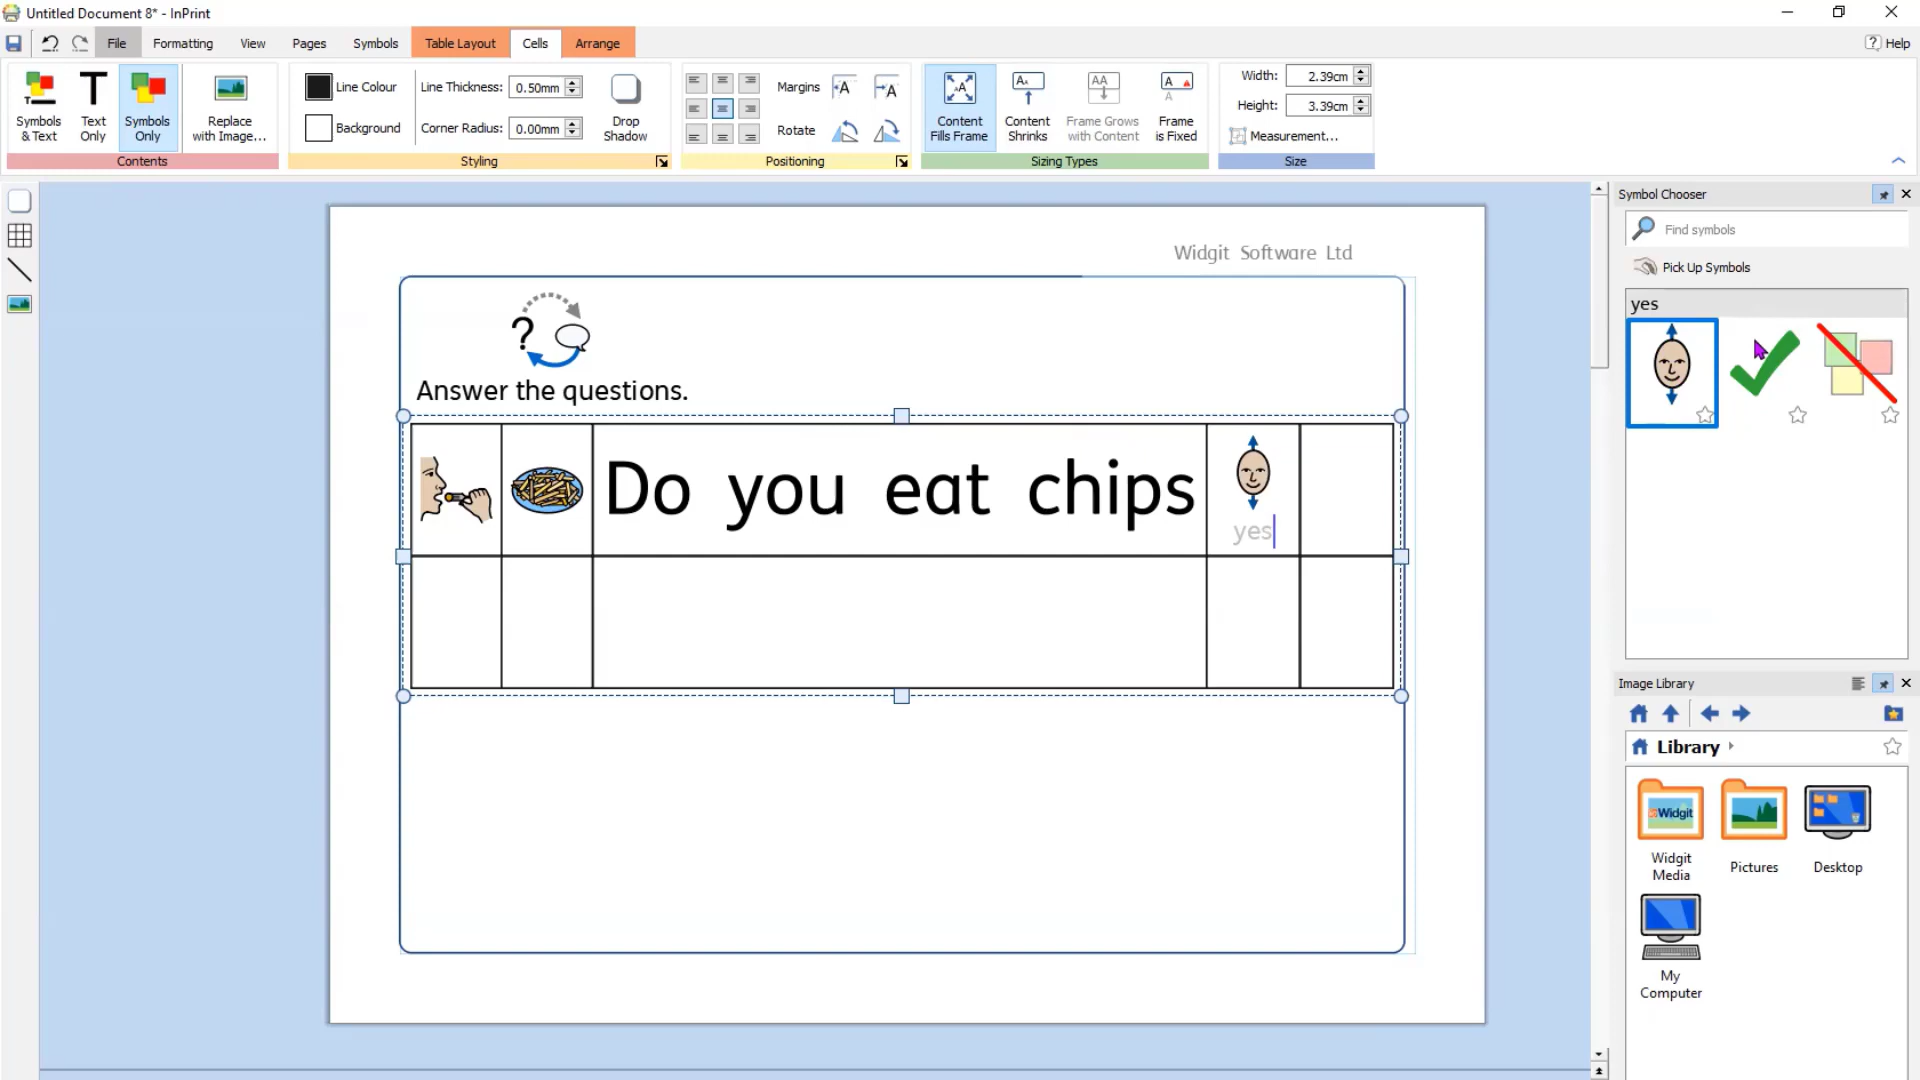 Untitled Document 8* - InPrint
File Formatting View Pages Symbols Table Layout Cells Arrange Help
Symbols & Text
Text Only
Symbols Only
Replace with Image...
Contents
Line Colour
Background
Line Thickness: 0.50mm
Corner Radius: 0.00mm
Drop Shadow
Styling
Margins
Rotate
Positioning
Content Fills Frame
Content Shrinks
Frame Grows with Content
Frame is Fixed
Sizing Types
Width: 2.39cm
Height: 3.39cm
Measurement...
Size
Widgit Software Ltd
?
Answer the questions.
Do you eat chips
yes
Symbol Chooser
Find symbols
Pick Up Symbols
yes
Image Library
Library
Widgit
Widgit Media
Pictures
Desktop
My Computer